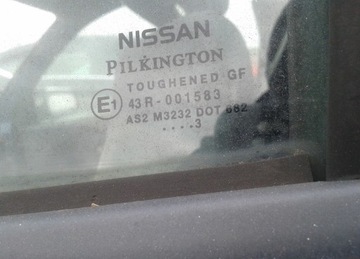 NISSAN
PILKINGTON
TOUGHENED GF
E1
43R-001583
AS2 M3232 DOT 682
....3